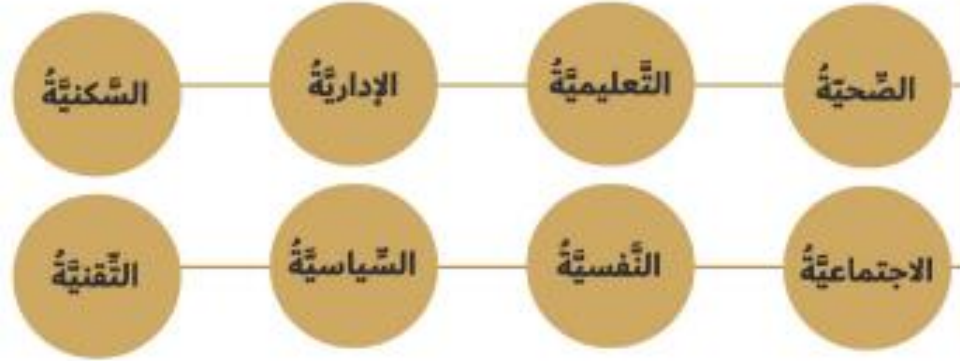 الصِّحيّةُ
التَّعليميَّةُ
الإداريَّةُ
السَّكنيَّةُ
الاجتماعيَّةُ
النَّفسيَّةُ
السِّياسيَّةُ
التِّقنيَّةُ